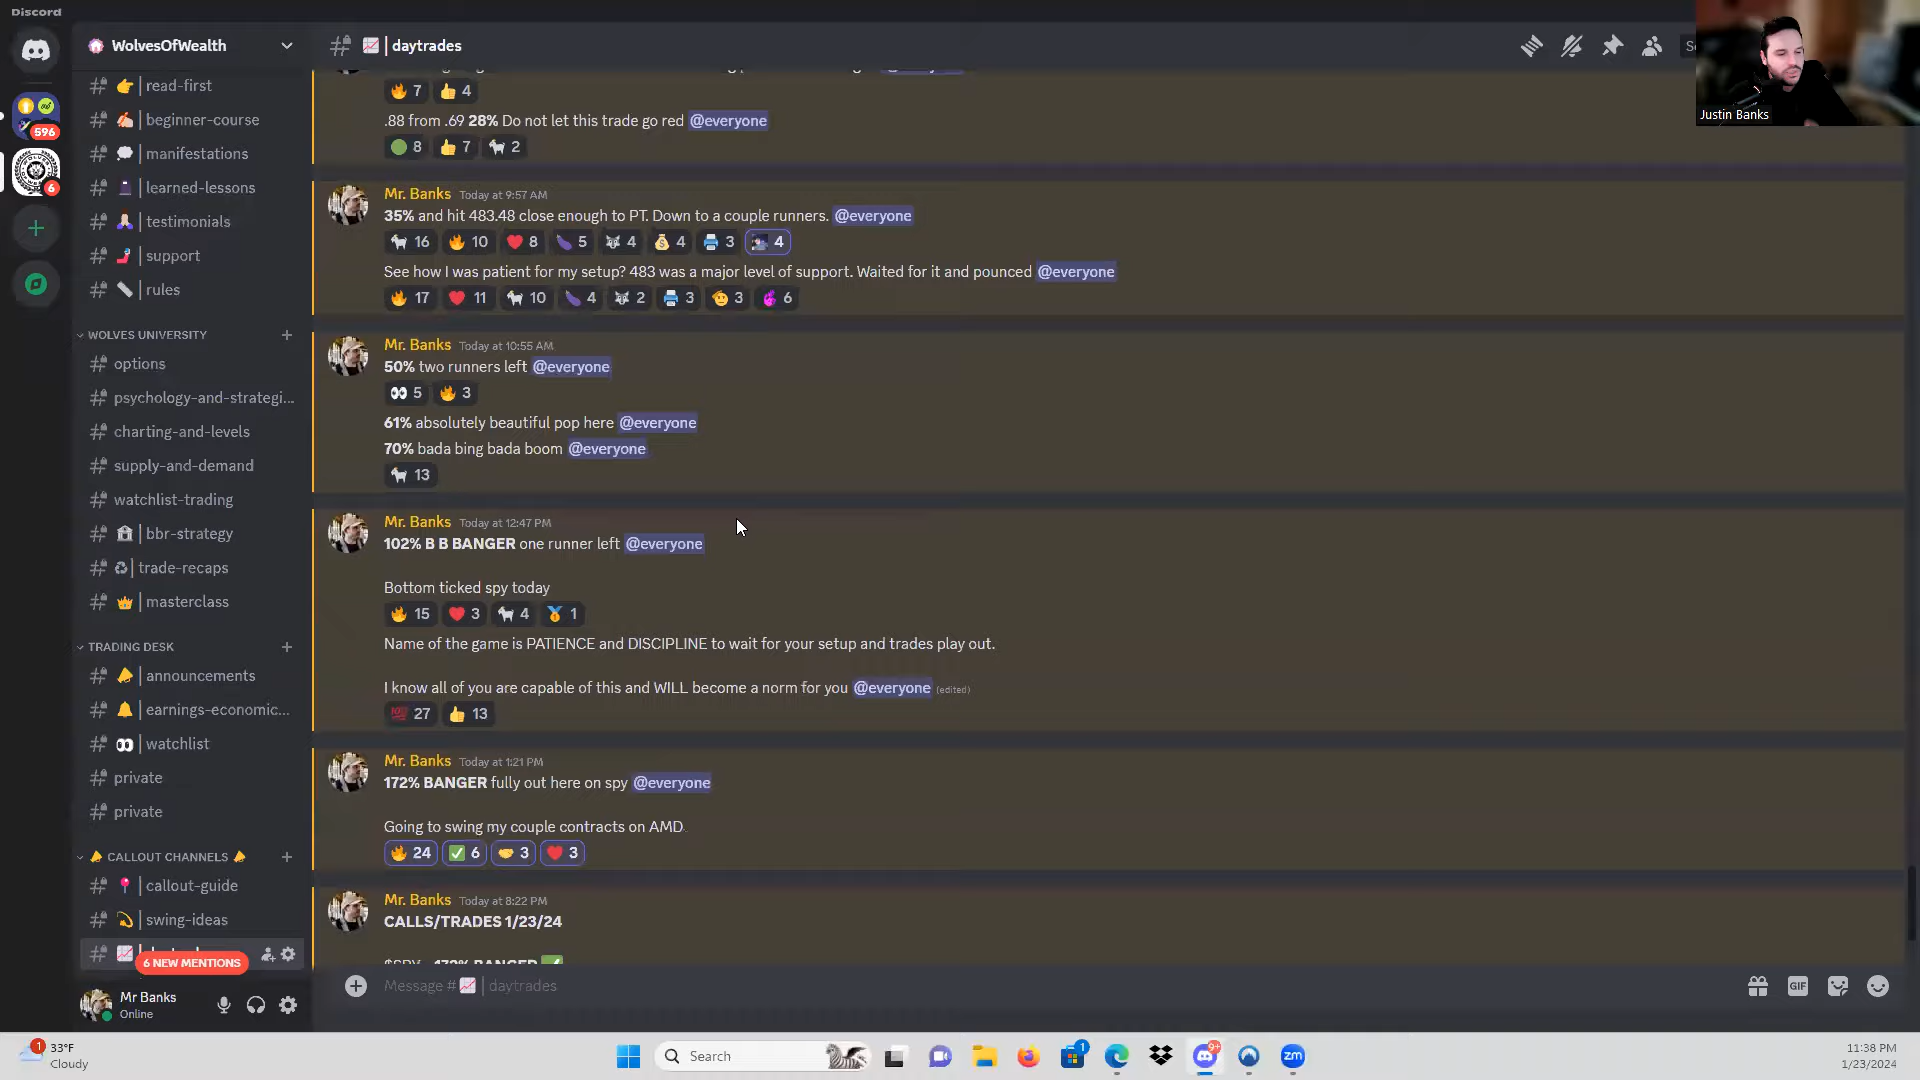 Discord
WolvesOfWealth
daytrades
Justin Banks
596
6
read-first
beginner-course
manifestations
learned-lessons
testimonials
support
rules
WOLVES UNIVERSITY
options
psychology-and-strategi...
charting-and-levels
supply-and-demand
watchlist-trading
bbr-strategy
trade-recaps
masterclass
TRADING DESK
announcements
earnings-economic...
watchlist
private
private
CALLOUT CHANNELS
callout-guide
swing-ideas
6 NEW MENTIONS
Mr Banks
Online
7 4
.88 from .69 28% Do not let this trade go red @everyone
8 7 2
Mr. Banks Today at 9:57 AM
35% and hit 483.48 close enough to PT. Down to a couple runners. @everyone
16 10 8 5 4 4 3 4
See how I was patient for my setup? 483 was a major level of support. Waited for it and pounced @everyone
17 11 10 4 2 3 3 6
Mr. Banks Today at 10:55 AM
50% two runners left @everyone
5 3
61% absolutely beautiful pop here @everyone
70% bada bing bada boom @everyone
13
Mr. Banks Today at 12:47 PM
102% B B BANGER one runner left @everyone
Bottom ticked spy today
15 3 4 1
Name of the game is PATIENCE and DISCIPLINE to wait for your setup and trades play out.
I know all of you are capable of this and WILL become a norm for you @everyone (edited)
27 13
Mr. Banks Today at 1:21 PM
172% BANGER fully out here on spy @everyone
Going to swing my couple contracts on AMD
24 6 3 3
Mr. Banks Today at 8:22 PM
CALLS/TRADES 1/23/24
$SPY - 172% BANGER
Message # | daytrades
GIF
1
33°F
Cloudy
Search
1
9+
zm
11:38 PM
1/23/2024